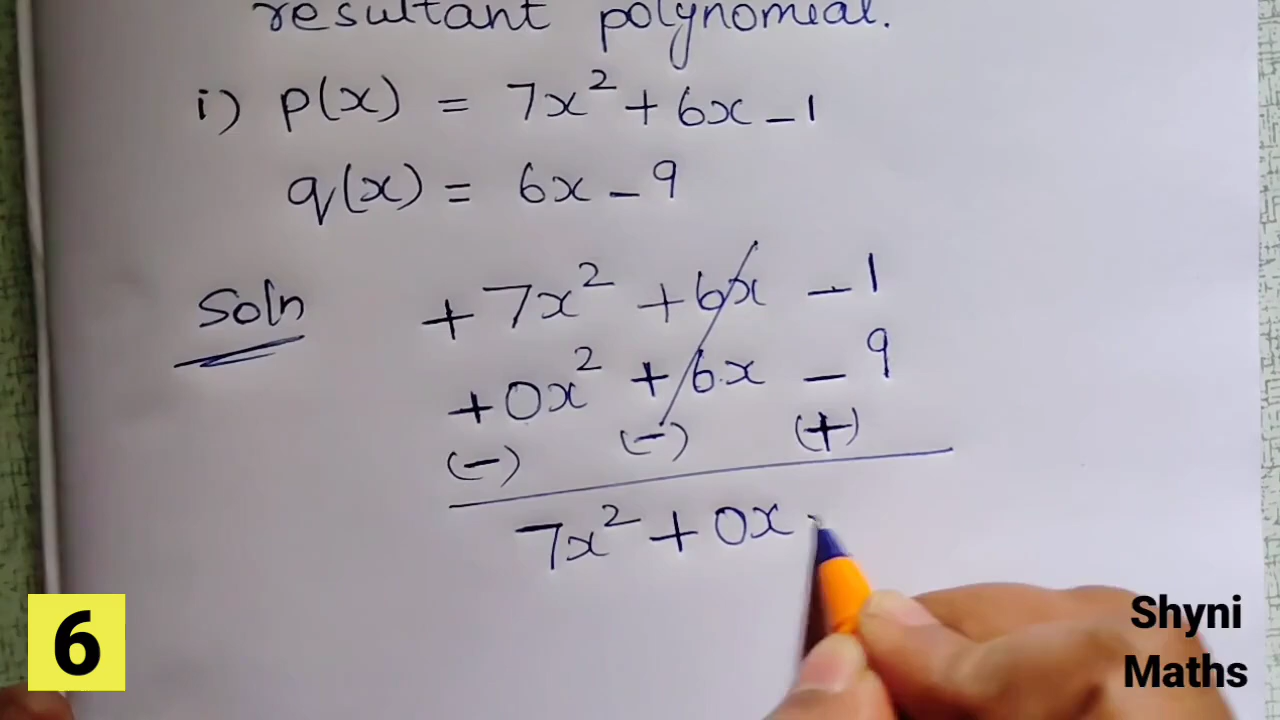 resultant polynomial.
i) p(x) = 7x² + 6x - 1
q(x) = 6x - 9
Soln
+ 7x² + 6x - 1
+ 0x² + 6x - 9
(-) (-) (+)
7x² + 0x
6
Shyni
Maths